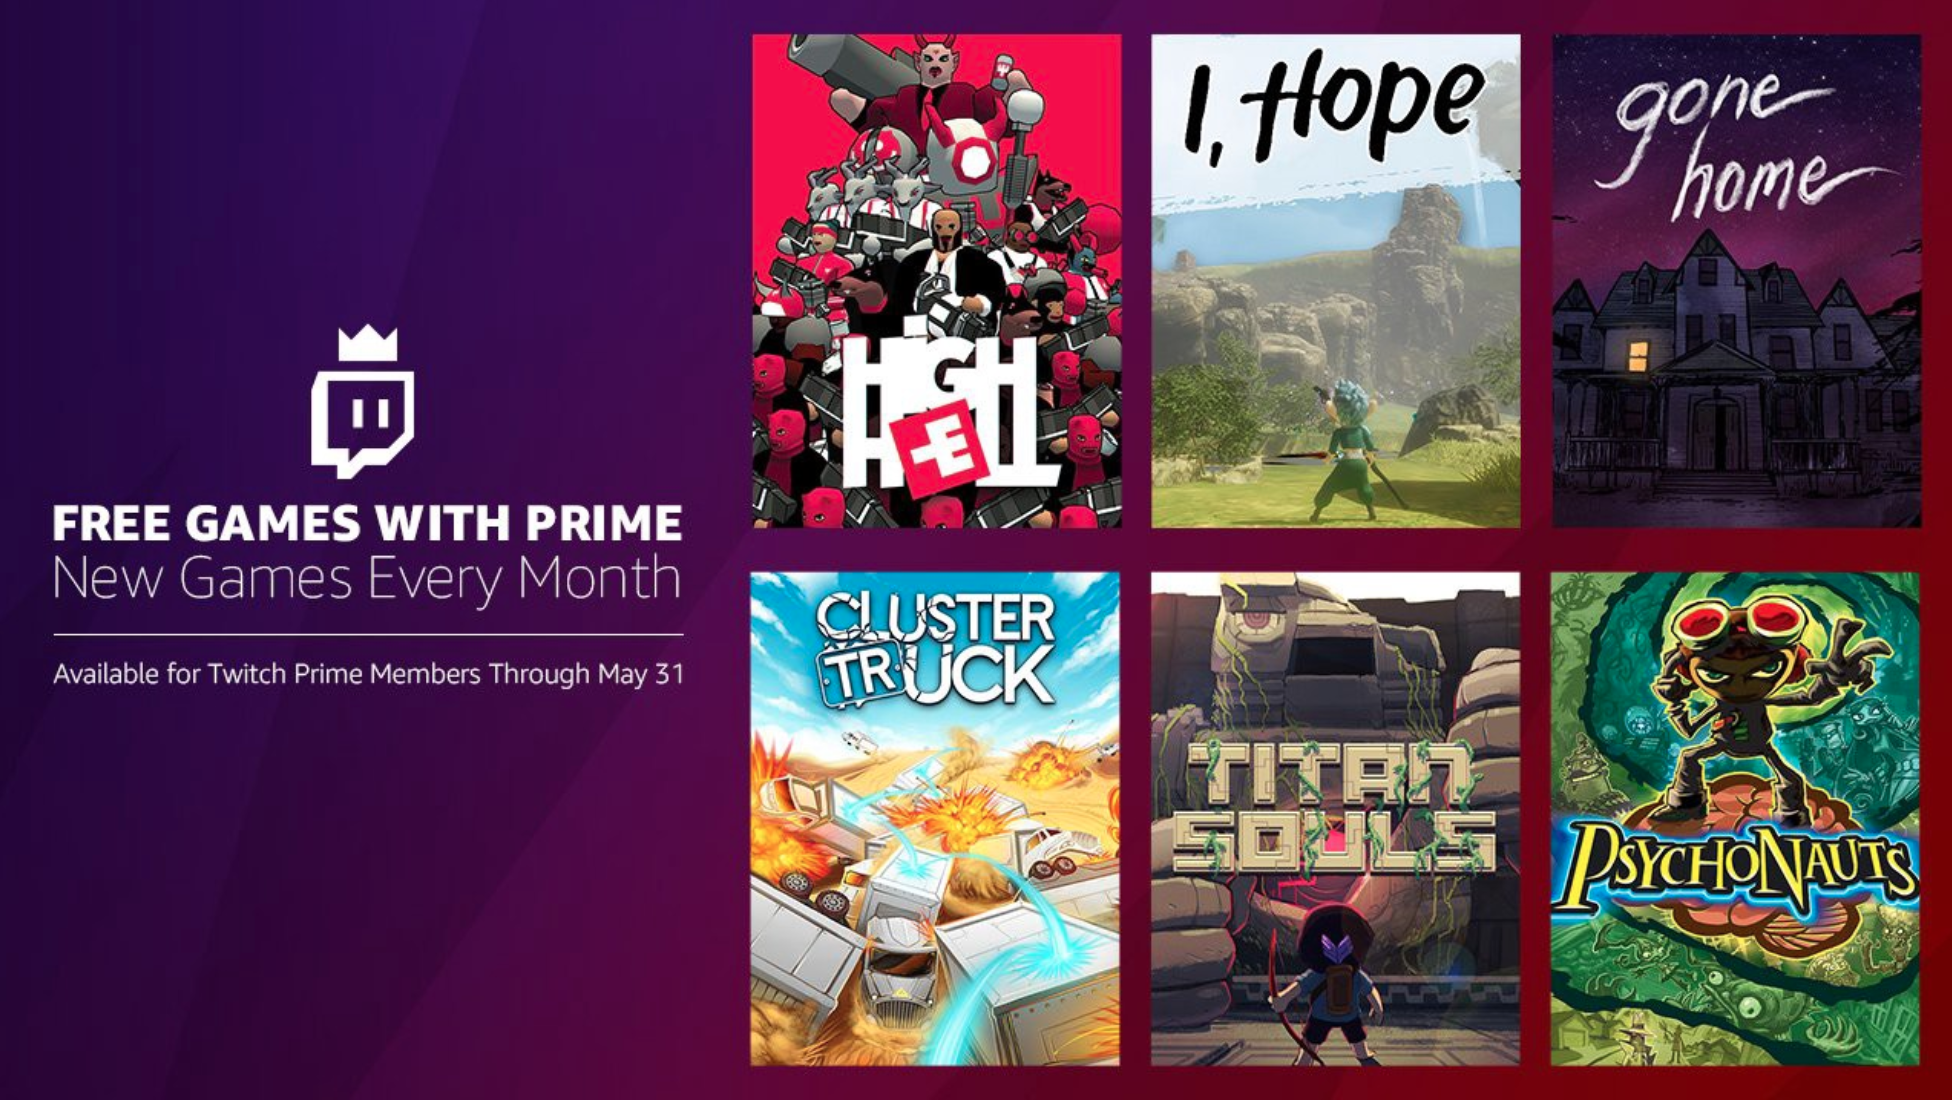 FREE GAMES WITH PRIME
New Games Every Month
Available for Twitch Prime Members Through May 31
HIGH
HELL
I, Hope
gone
home
CLUSTER
TRUCK
TITAN
SOULS
PSYCHONAUTS